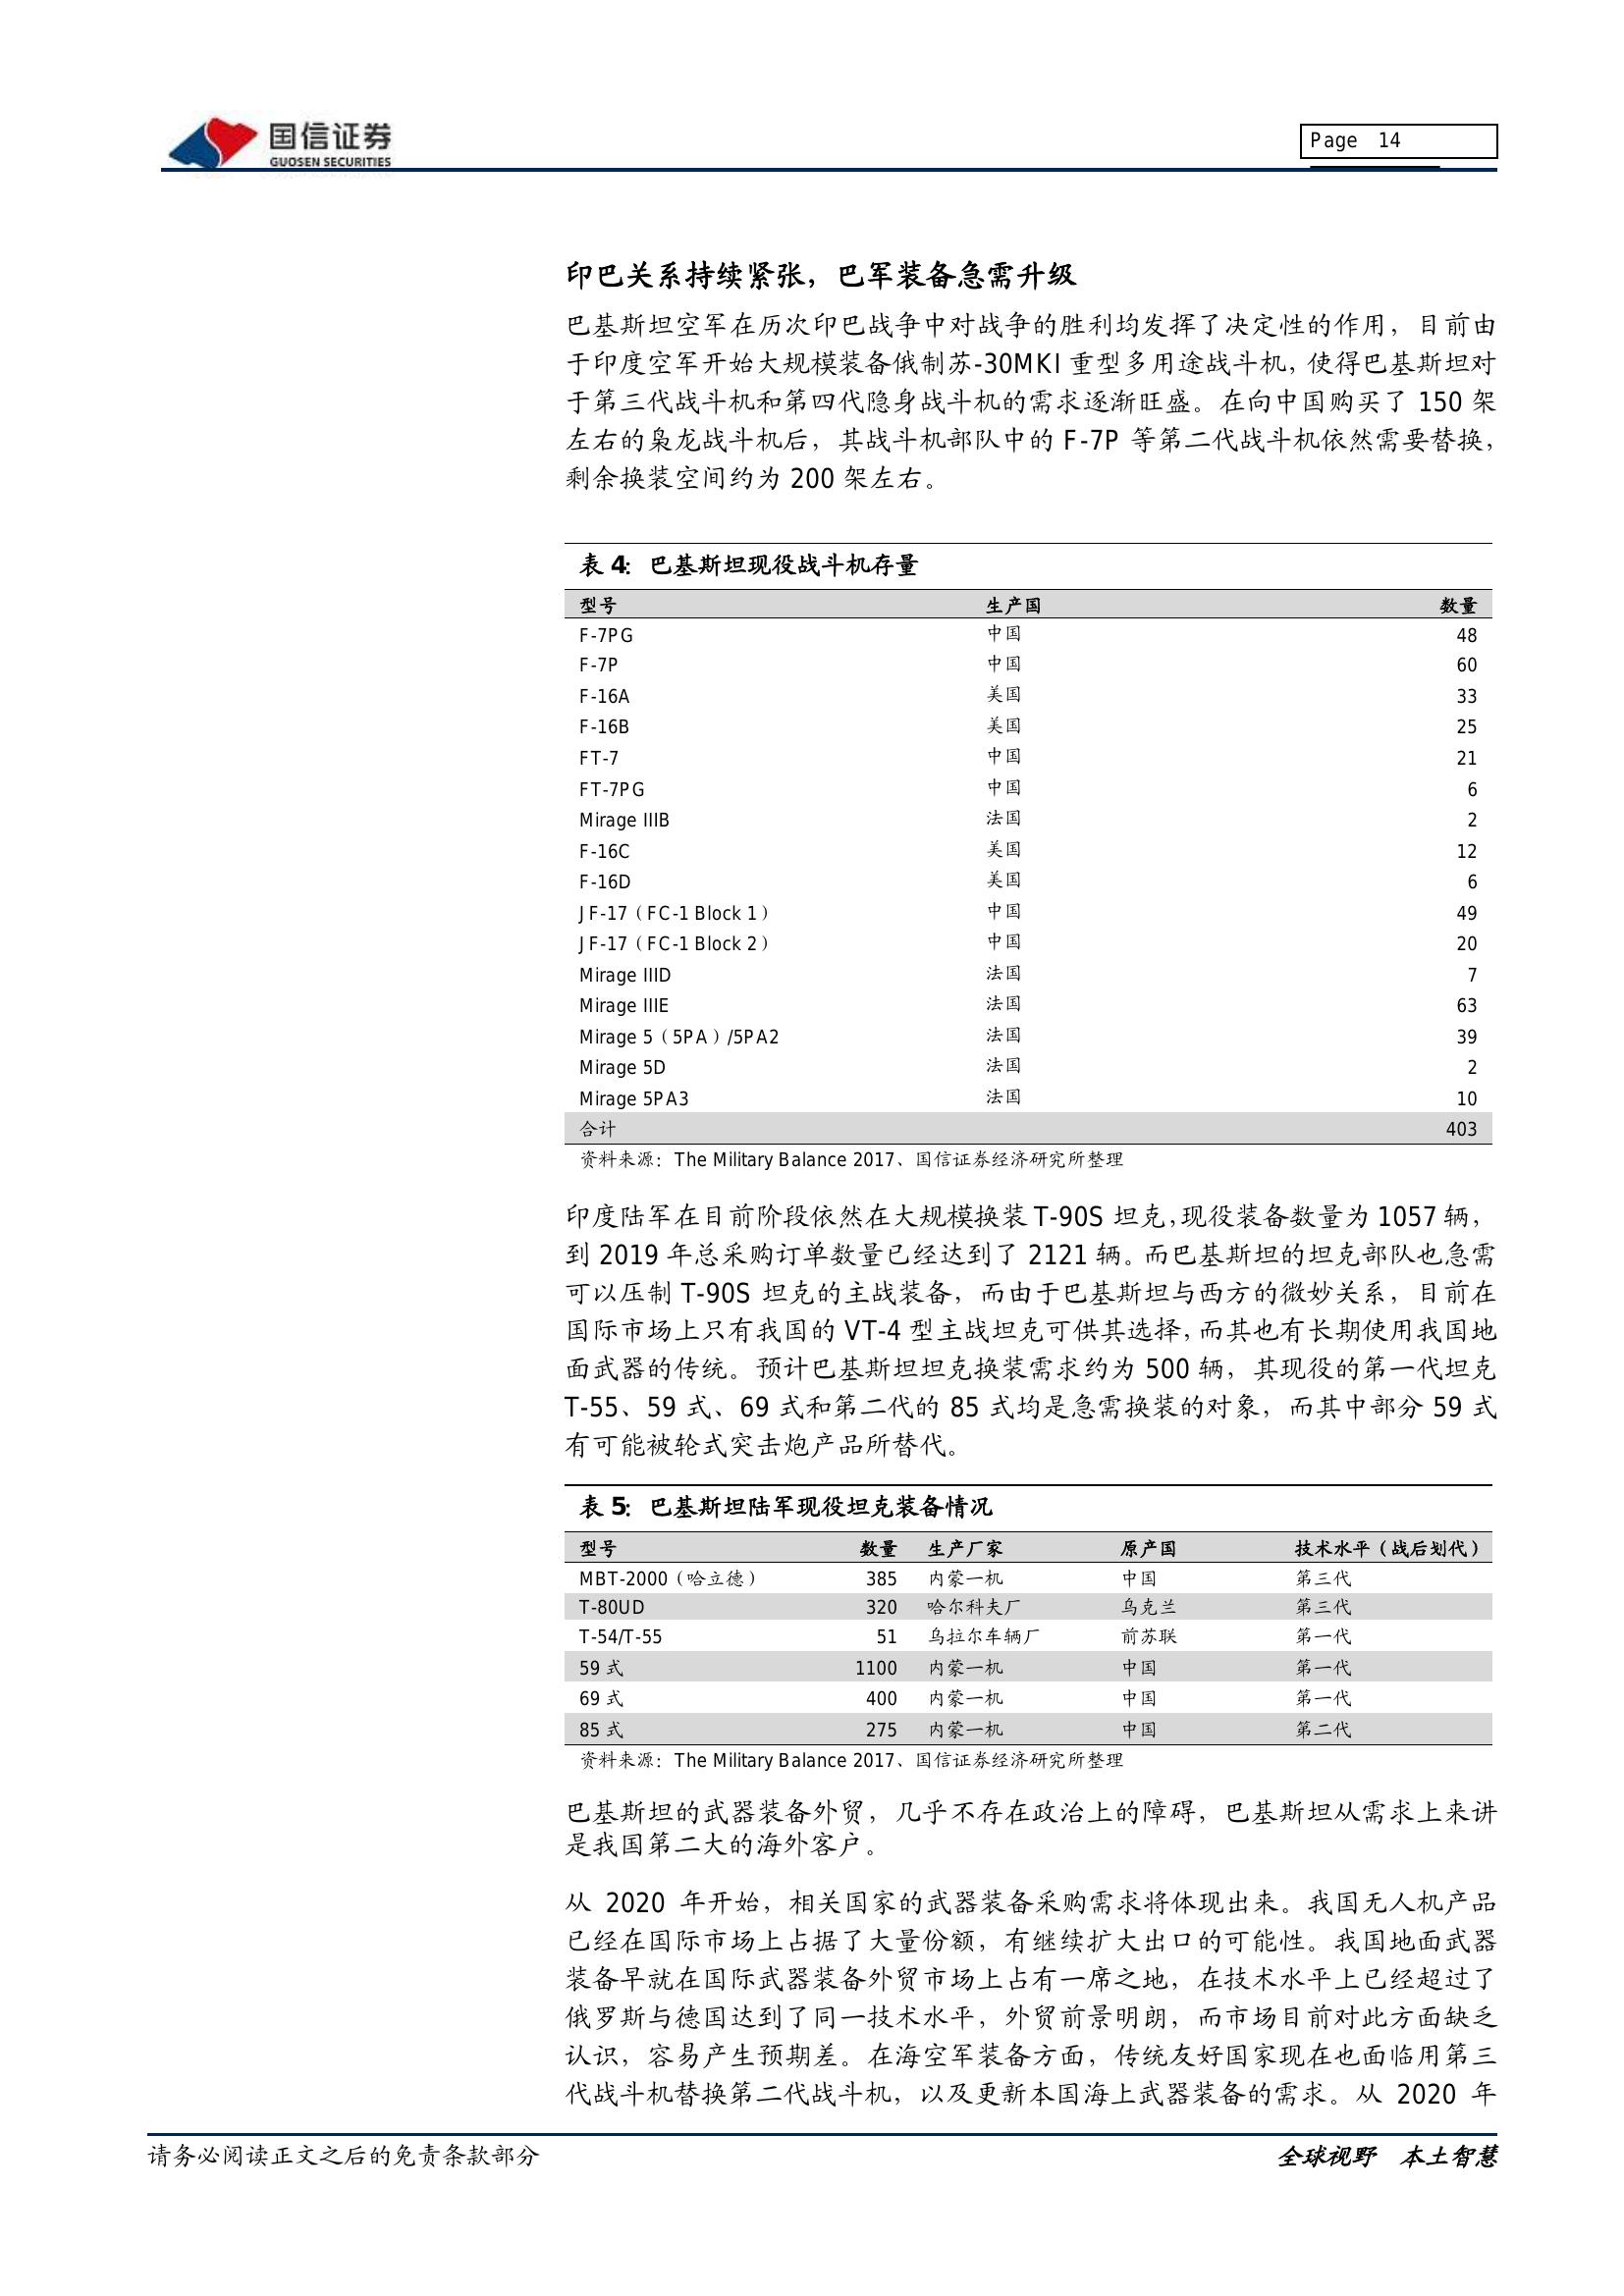 国信证券
GUOSEN SECURITIES
Page 14
印巴关系持续紧张，巴军装备急需升级
巴基斯坦空军在历次印巴战争中对战争的胜利均发挥了决定性的作用，目前由
于印度空军开始大规模装备俄制苏-30MKI 重型多用途战斗机，使得巴基斯坦对
于第三代战斗机和第四代隐身战斗机的需求逐渐旺盛。在向中国购买了 150 架
左右的枭龙战斗机后，其战斗机部队中的 F-7P 等第二代战斗机依然需要替换，
剩余换装空间约为 200 架左右。
表 4：巴基斯坦现役战斗机存量
型号 生产国 数量
F-7PG 中国 48
F-7P 中国 60
F-16A 美国 33
F-16B 美国 25
FT-7 中国 21
FT-7PG 中国 6
Mirage IIIB 法国 2
F-16C 美国 12
F-16D 美国 6
JF-17（FC-1 Block 1） 中国 49
JF-17（FC-1 Block 2） 中国 20
Mirage IIID 法国 7
Mirage IIIE 法国 63
Mirage 5（5PA）/5PA2 法国 39
Mirage 5D 法国 2
Mirage 5PA3 法国 10
合计 403
资料来源：The Military Balance 2017、国信证券经济研究所整理
印度陆军在目前阶段依然在大规模换装 T-90S 坦克，现役装备数量为 1057 辆，
到 2019 年总采购订单数量已经达到了 2121 辆。而巴基斯坦的坦克部队也急需
可以压制 T-90S 坦克的主战装备，而由于巴基斯坦与西方的微妙关系，目前在
国际市场上只有我国的 VT-4 型主战坦克可供其选择，而其也有长期使用我国地
面武器的传统。预计巴基斯坦坦克换装需求约为 500 辆，其现役的第一代坦克
T-55、59 式、69 式和第二代的 85 式均是急需换装的对象，而其中部分 59 式
有可能被轮式突击炮产品所替代。
表 5：巴基斯坦陆军现役坦克装备情况
型号 数量 生产厂家 原产国 技术水平（战后划代）
MBT-2000（哈立德） 385 内蒙一机 中国 第三代
T-80UD 320 哈尔科夫厂 乌克兰 第三代
T-54/T-55 51 乌拉尔车辆厂 前苏联 第一代
59 式 1100 内蒙一机 中国 第一代
69 式 400 内蒙一机 中国 第一代
85 式 275 内蒙一机 中国 第二代
资料来源：The Military Balance 2017、国信证券经济研究所整理
巴基斯坦的武器装备外贸，几乎不存在政治上的障碍，巴基斯坦从需求上来讲
是我国第二大的海外客户。
从 2020 年开始，相关国家的武器装备采购需求将体现出来。我国无人机产品
已经在国际市场上占据了大量份额，有继续扩大出口的可能性。我国地面武器
装备早就在国际武器装备外贸市场上占有一席之地，在技术水平上已经超过了
俄罗斯与德国达到了同一技术水平，外贸前景明朗，而市场目前对此方面缺乏
认识，容易产生预期差。在海空军装备方面，传统友好国家现在也面临用第三
代战斗机替换第二代战斗机，以及更新本国海上武器装备的需求。从 2020 年
请务必阅读正文之后的免责条款部分
全球视野 本土智慧